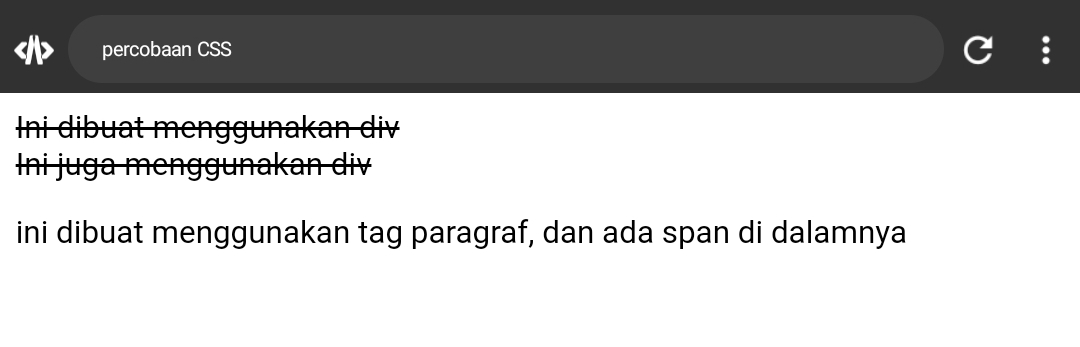 percobaan CSS
Ini dibuat menggunakan div
Ini juga menggunakan div
ini dibuat menggunakan tag paragraf, dan ada span di dalamnya